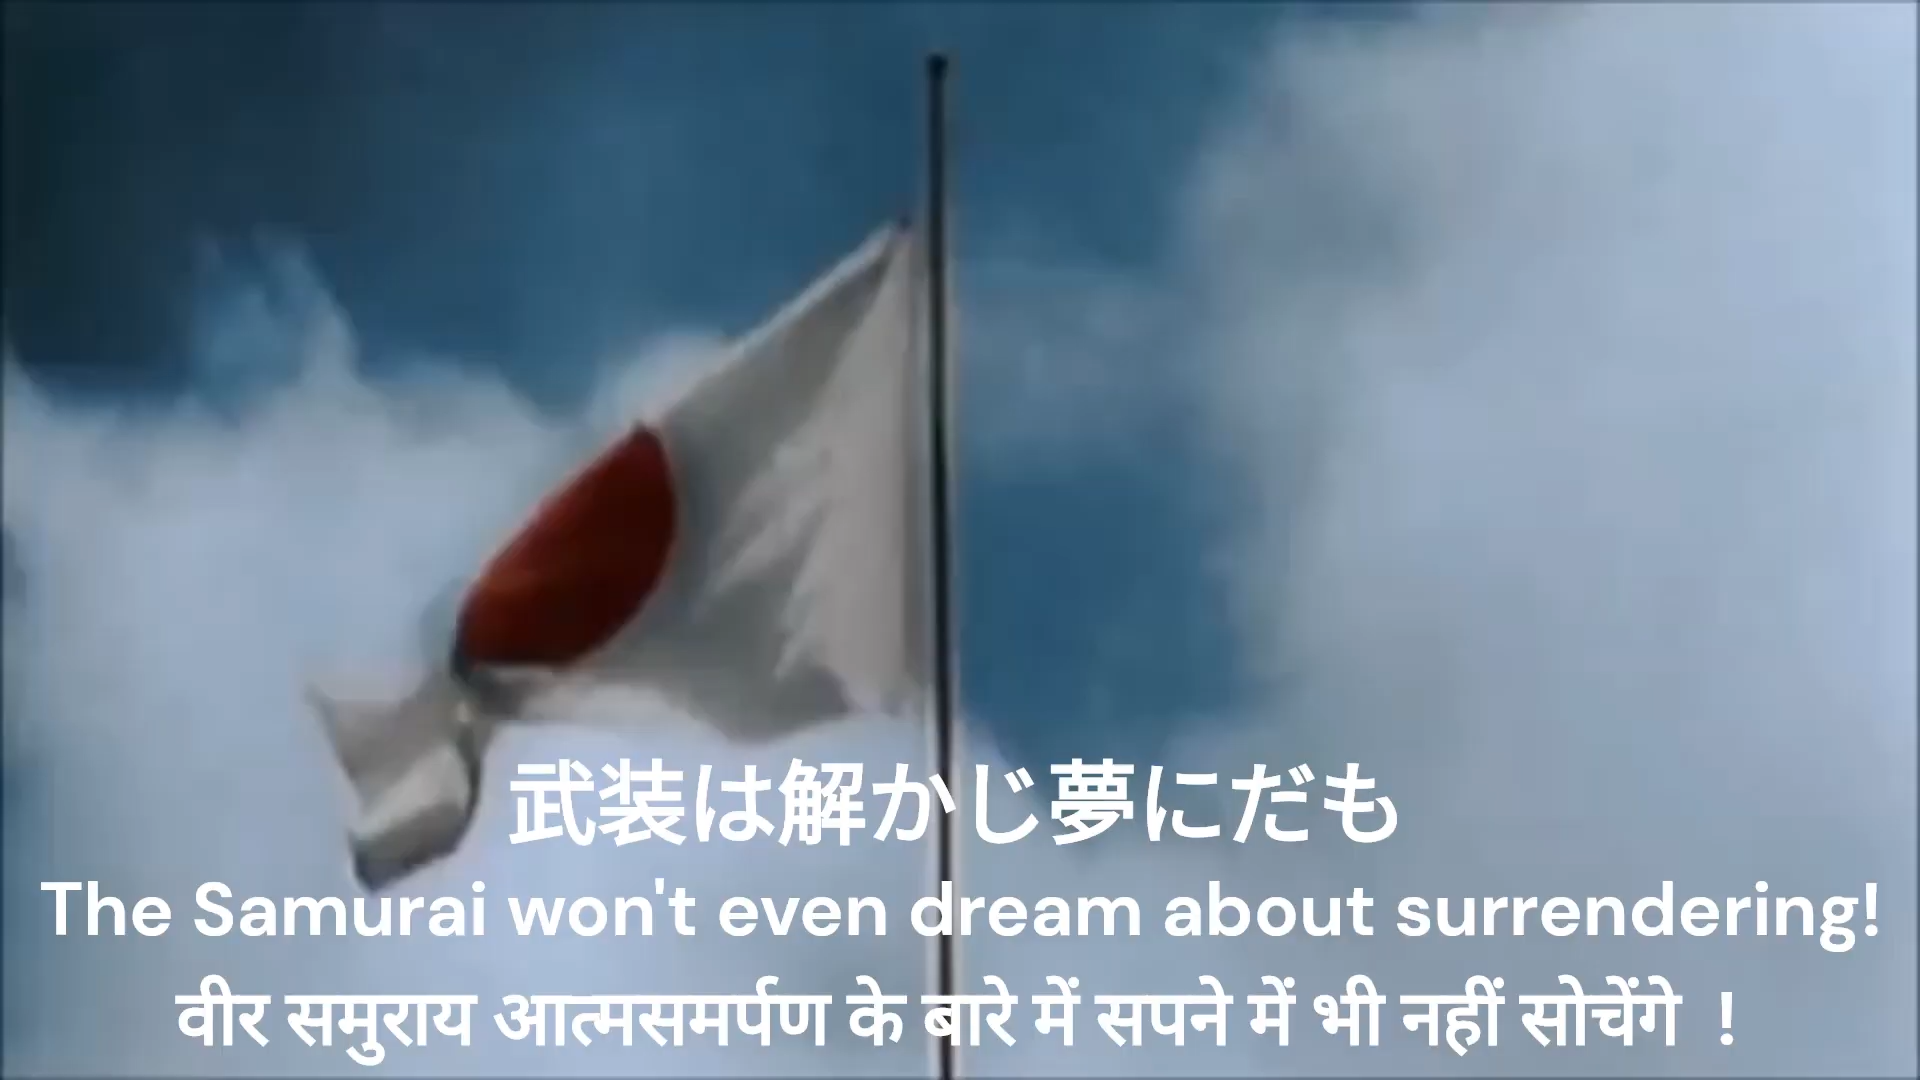 武装は解かじ夢にだも
The Samurai won't even dream about surrendering!
वीर समुराय आत्मसमर्पण के बारे में सपने में भी नहीं सोचेंगे !